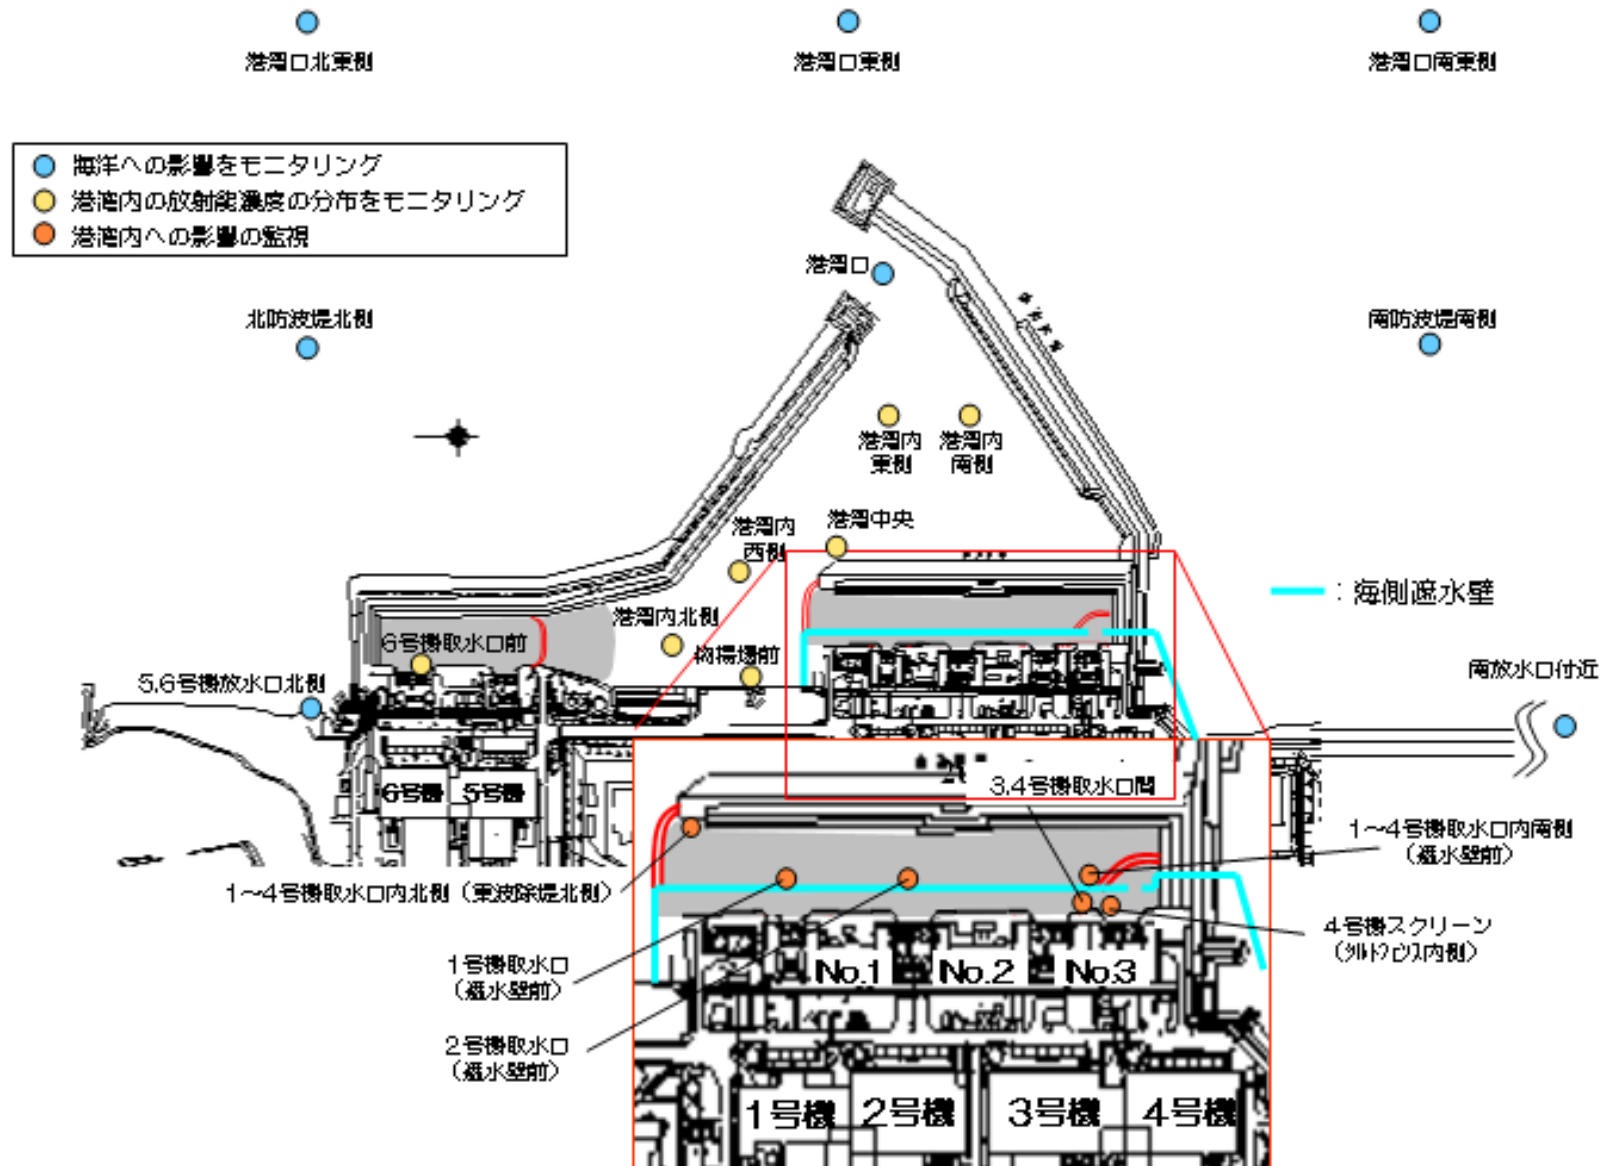 港湾口北東側
港湾口東側
港湾口南東側
海洋への影響をモニタリング
港湾内の放射能濃度の分布をモニタリング
港湾内への影響の監視
港湾口
北防波堤北側
南防波堤南側
港湾内
東側
港湾内
南側
港湾内
西側
港湾中央
：海側遮水壁
港湾内北側
6号機取水口前
物揚場前
5,6号機放水口北側
南放水口付近
6号機
5号機
3,4号機取水口間
1〜4号機取水口内南側
（遮水壁前）
1〜4号機取水口内北側（東波除堤北側）
4号機スクリーン
（シルトフェンス内側）
1号機取水口
（遮水壁前）
No.1
No.2
No.3
2号機取水口
（遮水壁前）
1号機
2号機
3号機
4号機